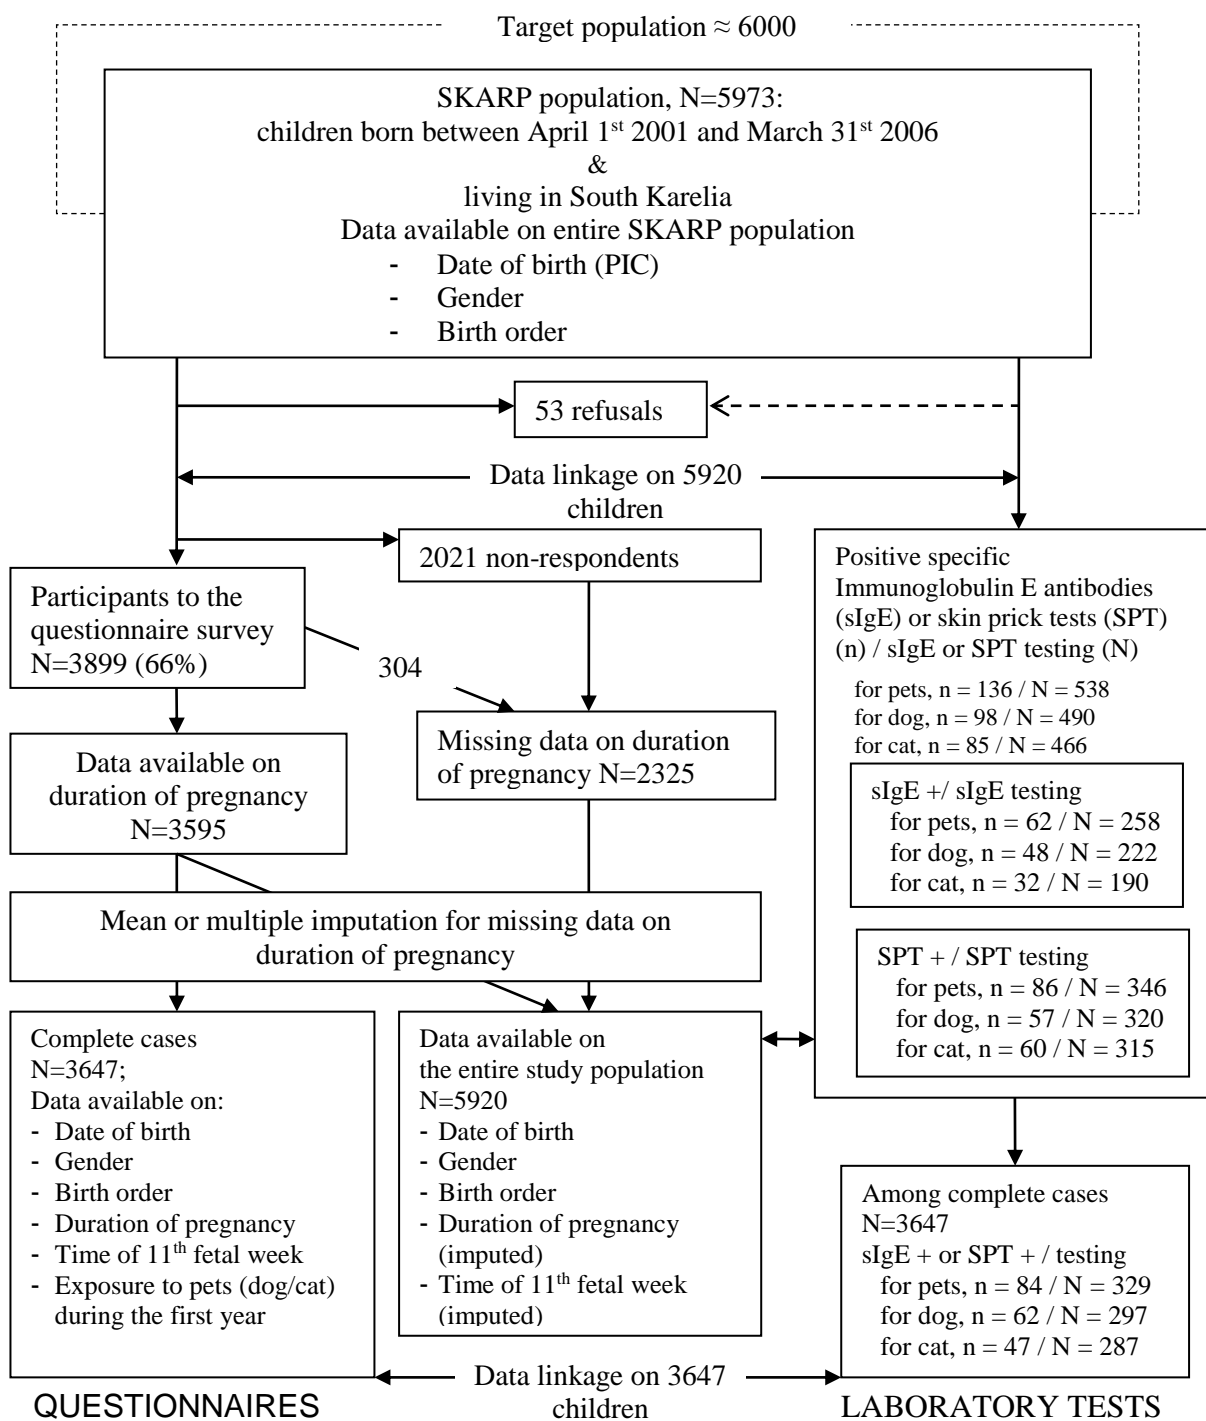 Target population ≈ 6000
SKARP population, N=5973:
children born between April 1st 2001 and March 31st 2006
&
living in South Karelia
Data available on entire SKARP population
- Date of birth (PIC)
- Gender
- Birth order
53 refusals
Data linkage on 5920
children
2021 non-respondents
Participants to the
questionnaire survey
N=3899 (66%)
304
Missing data on duration
of pregnancy N=2325
Data available on
duration of pregnancy
N=3595
Positive specific
Immunoglobulin E antibodies
(sIgE) or skin prick tests (SPT)
(n) / sIgE or SPT testing (N)
for pets, n = 136 / N = 538
for dog, n = 98 / N = 490
for cat, n = 85 / N = 466
sIgE +/ sIgE testing
for pets, n = 62 / N = 258
for dog, n = 48 / N = 222
for cat, n = 32 / N = 190
SPT + / SPT testing
for pets, n = 86 / N = 346
for dog, n = 57 / N = 320
for cat, n = 60 / N = 315
Mean or multiple imputation for missing data on
duration of pregnancy
Complete cases
N=3647;
Data available on:
- Date of birth
- Gender
- Birth order
- Duration of pregnancy
- Time of 11th fetal week
- Exposure to pets (dog/cat)
during the first year
Data available on
the entire study population
N=5920
- Date of birth
- Gender
- Birth order
- Duration of pregnancy
(imputed)
- Time of 11th fetal week
(imputed)
Among complete cases
N=3647
sIgE + or SPT + / testing
for pets, n = 84 / N = 329
for dog, n = 62 / N = 297
for cat, n = 47 / N = 287
Data linkage on 3647
children
QUESTIONNAIRES
LABORATORY TESTS